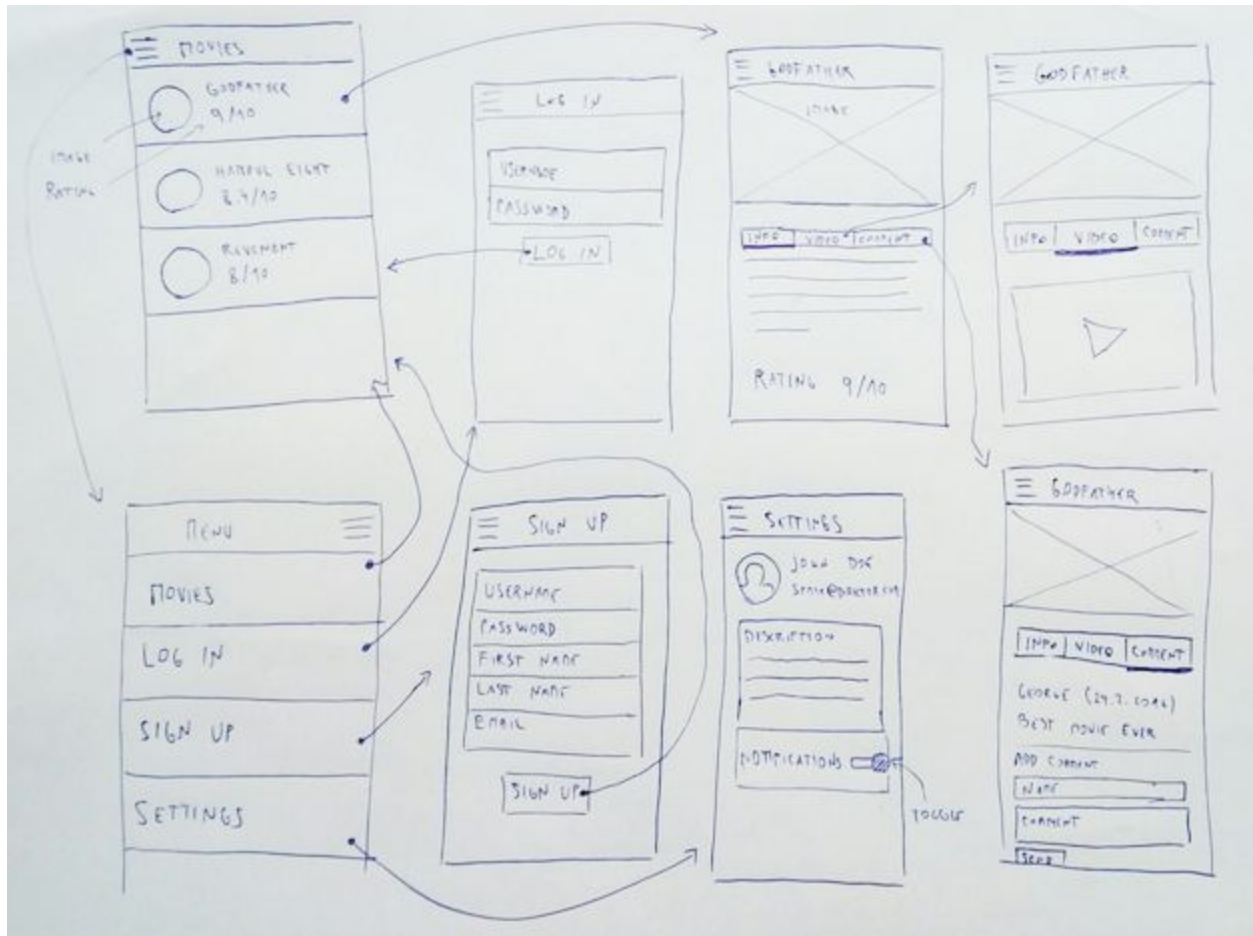 MOVIES
GODFATHER
9/10
IMAGE
RATING
HATEFUL EIGHT
8.4/10
8/10
LOG IN
USERNAME
PASSWORD
LOG IN
GODFATHER
IMAGE
INFO VIDEO COMMENT
RATING 9/10
GODFATHER
INFO VIDEO COMMENT
MENU
MOVIES
LOG IN
SIGN UP
SETTINGS
SIGN UP
USERNAME
PASSWORD
FIRST NAME
LAST NAME
EMAIL
SIGN UP
SETTINGS
JOHN DOE
DESCRIPTION
NOTIFICATIONS
TOGGLE
GODFATHER
INFO VIDEO COMMENT
GEORGE
BEST MOVIE EVER
ADD COMMENT
NAME
COMMENT
SEND